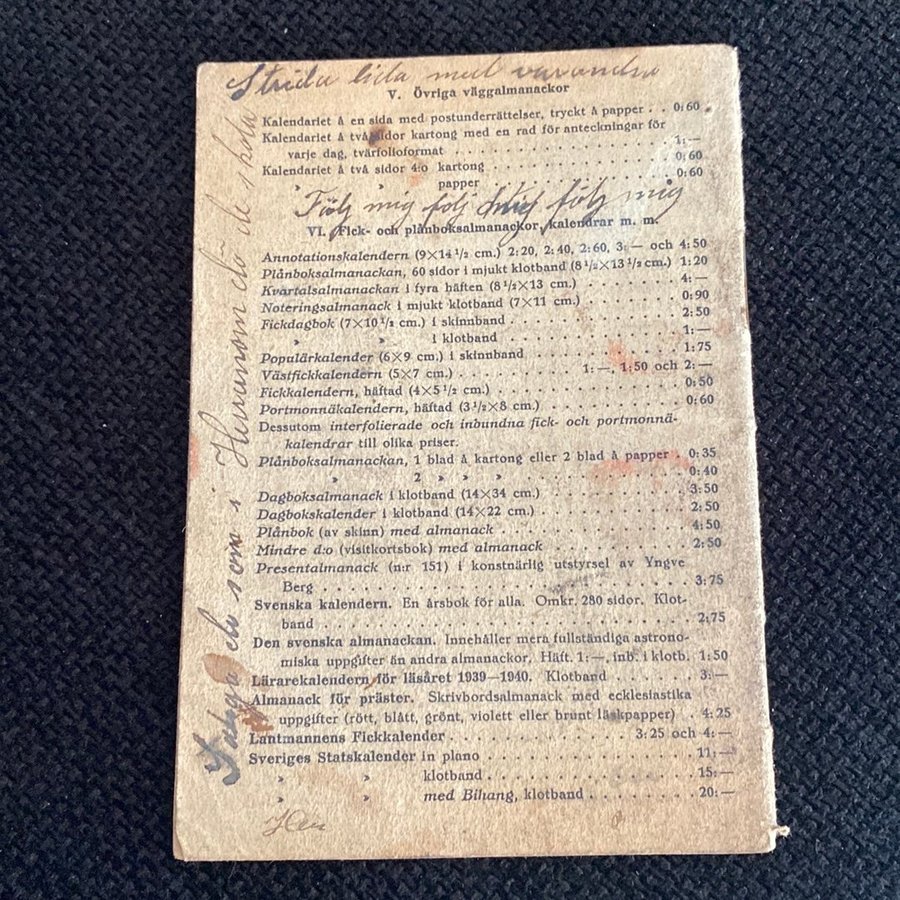 Strida lida med varandra
V. Övriga väggalmanackor
Kalendariet å en sida med postunderrättelser, tryckt å papper . . 0:60
Kalendariet å två sidor kartong med en rad för anteckningar för
varje dag, tvärfolioformat . . . . . . . . . . . . . . . . . . 1:—
Kalendariet å två sidor 4:o kartong . . . . . . . . . . . . . . . 0:60
» » papper . . . . . . . . . . . . . . . 0:60
Följ mig följ följ mig
VI. Fick- och plånboksalmanackor, kalendrar m. m.
Annotationskalendern (9×14 1/2 cm.) 2:20, 2:40, 2:60, 3:— och 4:50
Plånboksalmanackan, 60 sidor i mjukt klotband (8 1/2×13 1/2 cm.) 1:20
Kvartalsalmanackan i fyra häften (8 1/2×13 cm.) . . . . . . . . 4:—
Noteringsalmanack i mjukt klotband (7×11 cm.) . . . . . . . . 0:90
Fickdagbok (7×10 1/2 cm.) i skinnband . . . . . . . . . . . . . . 2:50
» » i klotband . . . . . . . . . . . . . . 1:—
Populärkalender (6×9 cm.) i skinnband . . . . . . . . . . . . . . 1:75
Västfickkalendern (5×7 cm.) . . . . . . . . . . 1:—, 1:50 och 2:—
Fickkalendern, häftad (4×5 1/2 cm.) . . . . . . . . . . . . . . . 0:50
Portmonnäkalendern, häftad (3 1/2×8 cm.) . . . . . . . . . . . . 0:60
Dessutom interfolierade och inbundna fick- och portmonnä-
kalendrar till olika priser.
Plånboksalmanackan, 1 blad å kartong eller 2 blad å papper . 0:35
» 2 » » » . . . . . . . . . . . . . 0:40
Dagboksalmanack i klotband (14×34 cm.) . . . . . . . . . . . . 3:50
Dagbokskalender i klotband (14×22 cm.) . . . . . . . . . . . . 2:50
Plånbok (av skinn) med almanack . . . . . . . . . . . . . . . . 4:50
Mindre d:o (visitkortsbok) med almanack . . . . . . . . . . . . 2:50
Presentalmanack (n:r 151) i konstnärlig utstyrsel av Yngve
Berg . . . . . . . . . . . . . . . . . . . . . . . . . . . . . 3:75
Svenska kalendern. En årsbok för alla. Omkr. 280 sidor. Klot-
band . . . . . . . . . . . . . . . . . . . . . . . . . . . . . 2:75
Den svenska almanackan. Innehåller mera fullständiga astrono-
miska uppgifter än andra almanackor. Häft. 1:—, inb. i klotb. 1:50
Lärarekalendern för läsåret 1939—1940. Klotband . . . . . . . 3:—
Almanack för präster. Skrivbordsalmanack med ecklesiastika
uppgifter (rött, blått, grönt, violett eller brunt läskpapper) . 4:25
Lantmannens Fickkalender . . . . . . . . . . . . 3:25 och 4:—
Sveriges Statskalender in plano . . . . . . . . . . . . . . . . 11:—
» » klotband . . . . . . . . . . . . . . . . 15:—
» » med Bihang, klotband . . . . . . . . 20:—
Saliga de som i Herranom dö de skola